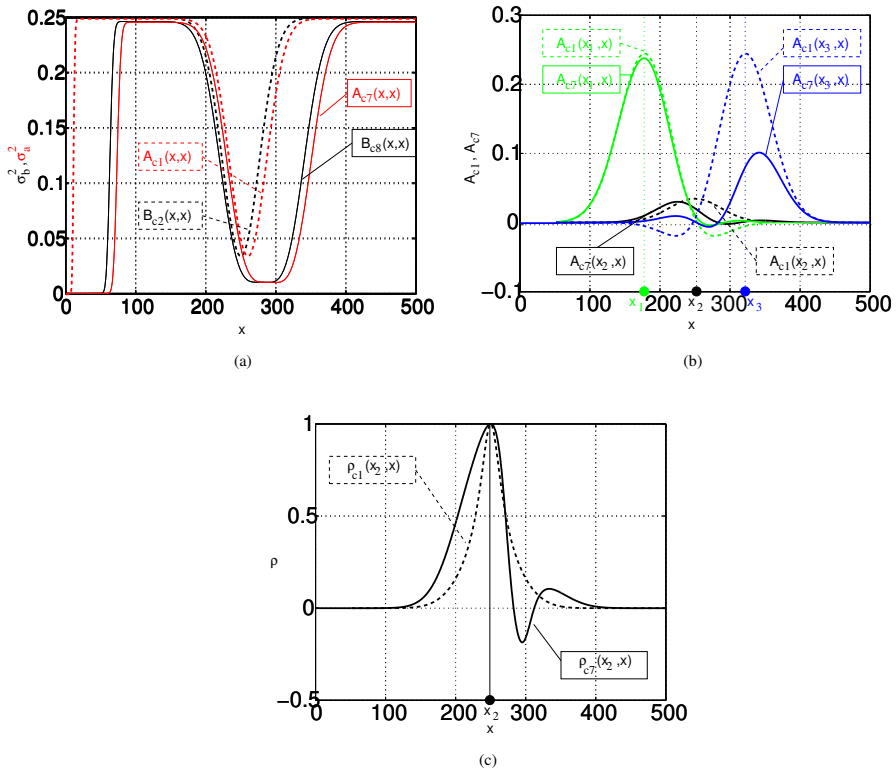 0.25
0.2
0.15
0.1
0.05
0
0 100 200 300 400 500
σ_b^2, σ_a^2
x
A_c7(x,x)
B_c8(x,x)
A_c1(x,x)
B_c2(x,x)
(a)
0.3
0.2
0.1
0
−0.1
0 100 200 300 400 500
A_c1 , A_c7
x_1 x_2 x_3
x
A_c1(x_1,x)
A_c7(x_1,x)
A_c1(x_3,x)
A_c7(x_3,x)
A_c7(x_2,x)
A_c1(x_2,x)
(b)
1
0.5
0
−0.5
0 100 200 300 400 500
ρ
x_2
x
ρ_c1(x_2,x)
ρ_c7(x_2,x)
(c)